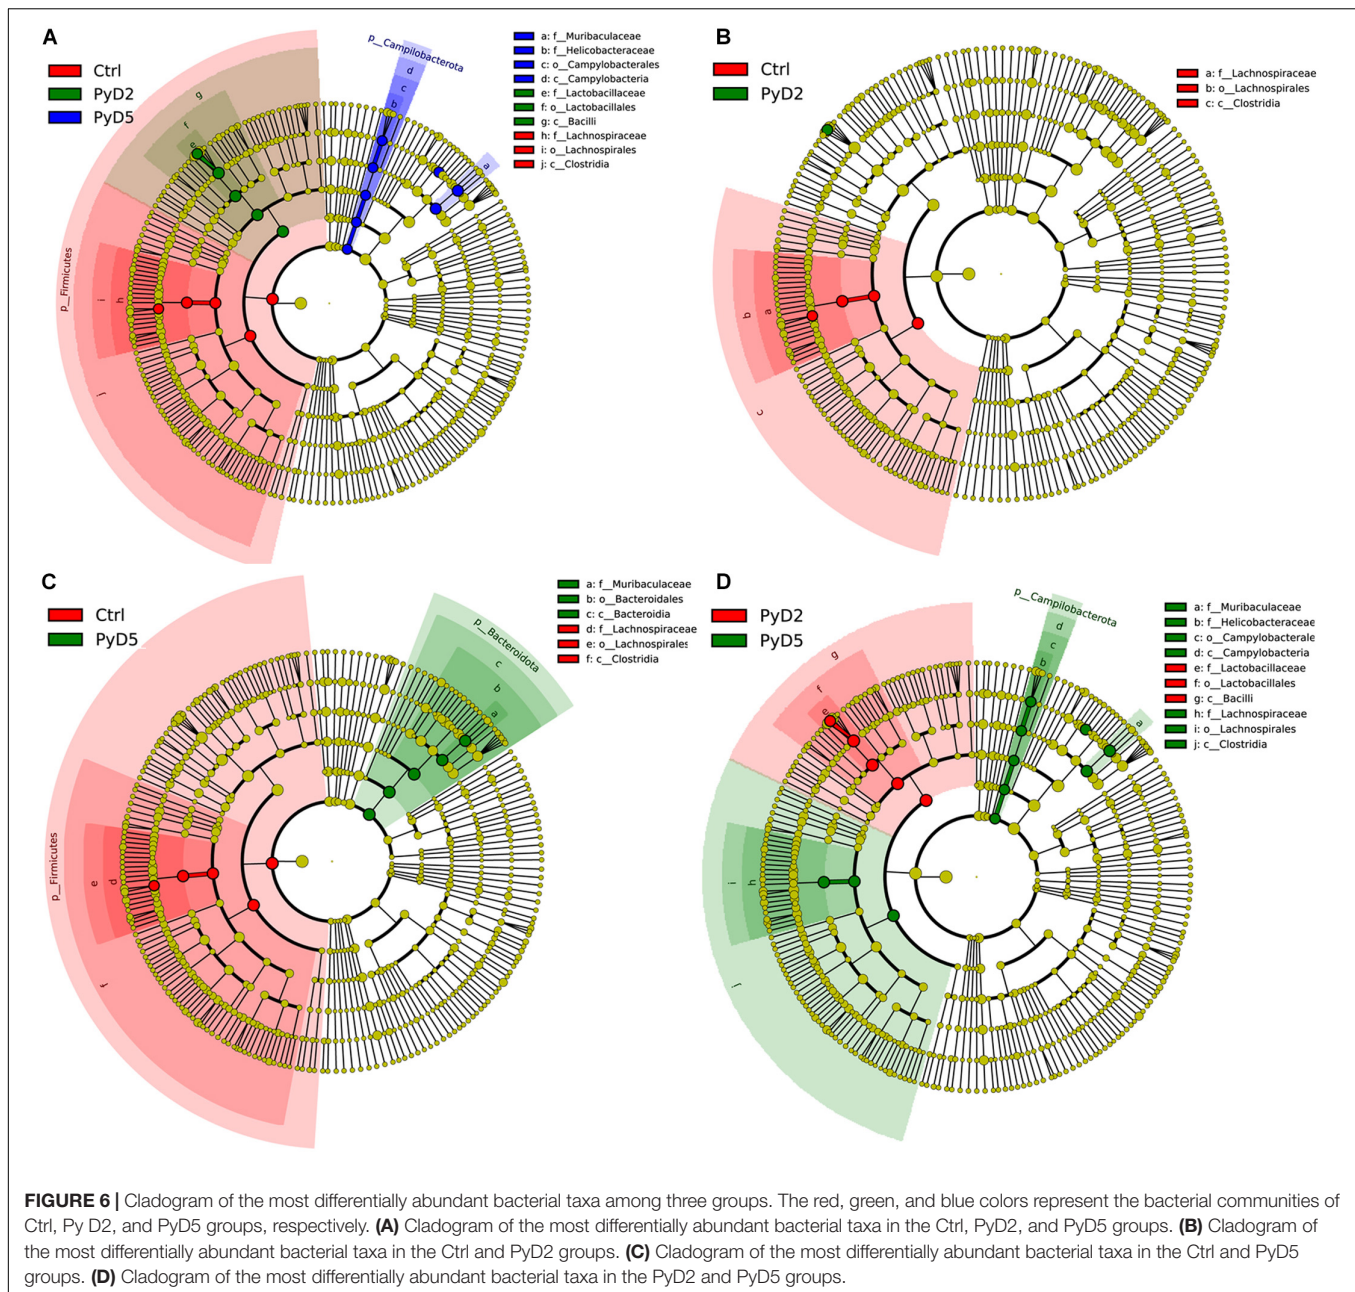 A
Ctrl
PyD2
PyD5
p__Campilobacterota
d
c
b
a
g
f
e
p__Firmicutes
i
h
j
a: f__Muribaculaceae
b: f__Helicobacteraceae
c: o__Campylobacterales
d: c__Campylobacteria
e: f__Lactobacillaceae
f: o__Lactobacillales
g: c__Bacilli
h: f__Lachnospiraceae
i: o__Lachnospirales
j: c__Clostridia
B
Ctrl
PyD2
a: f__Lachnospiraceae
b: o__Lachnospirales
c: c__Clostridia
b
a
c
C
Ctrl
PyD5
p__Bacteroidota
c
b
a
p__Firmicutes
e
d
f
a: f__Muribaculaceae
b: o__Bacteroidales
c: c__Bacteroidia
d: f__Lachnospiraceae
e: o__Lachnospirales
f: c__Clostridia
D
PyD2
PyD5
p__Campilobacterota
d
c
b
a
g
f
e
i
h
j
a: f__Muribaculaceae
b: f__Helicobacteraceae
c: o__Campylobacterale
d: c__Campylobacteria
e: f__Lactobacillaceae
f: o__Lactobacillales
g: c__Bacilli
h: f__Lachnospiraceae
i: o__Lachnospirales
j: c__Clostridia
FIGURE 6 | Cladogram of the most differentially abundant bacterial taxa among three groups. The red, green, and blue colors represent the bacterial communities of
Ctrl, Py D2, and PyD5 groups, respectively. (A) Cladogram of the most differentially abundant bacterial taxa in the Ctrl, PyD2, and PyD5 groups. (B) Cladogram of
the most differentially abundant bacterial taxa in the Ctrl and PyD2 groups. (C) Cladogram of the most differentially abundant bacterial taxa in the Ctrl and PyD5
groups. (D) Cladogram of the most differentially abundant bacterial taxa in the PyD2 and PyD5 groups.